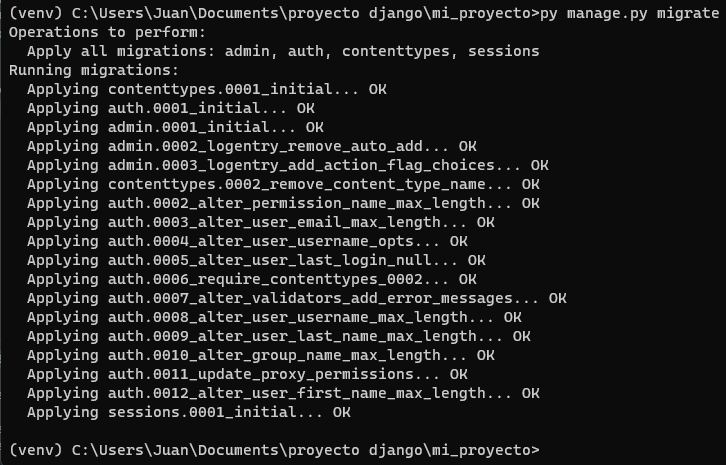 (venv) C:\Users\Juan\Documents\proyecto django\mi_proyecto>py manage.py migrate
Operations to perform:
  Apply all migrations: admin, auth, contenttypes, sessions
Running migrations:
  Applying contenttypes.0001_initial... OK
  Applying auth.0001_initial... OK
  Applying admin.0001_initial... OK
  Applying admin.0002_logentry_remove_auto_add... OK
  Applying admin.0003_logentry_add_action_flag_choices... OK
  Applying contenttypes.0002_remove_content_type_name... OK
  Applying auth.0002_alter_permission_name_max_length... OK
  Applying auth.0003_alter_user_email_max_length... OK
  Applying auth.0004_alter_user_username_opts... OK
  Applying auth.0005_alter_user_last_login_null... OK
  Applying auth.0006_require_contenttypes_0002... OK
  Applying auth.0007_alter_validators_add_error_messages... OK
  Applying auth.0008_alter_user_username_max_length... OK
  Applying auth.0009_alter_user_last_name_max_length... OK
  Applying auth.0010_alter_group_name_max_length... OK
  Applying auth.0011_update_proxy_permissions... OK
  Applying auth.0012_alter_user_first_name_max_length... OK
  Applying sessions.0001_initial... OK
(venv) C:\Users\Juan\Documents\proyecto django\mi_proyecto>